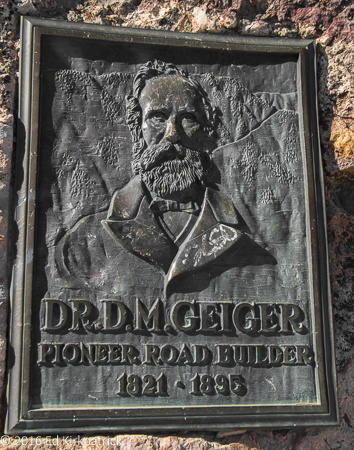 DR. D. M. GEIGER
PIONEER ROAD BUILDER
1821 - 1895
© 2016 Ed Kirkpatrick